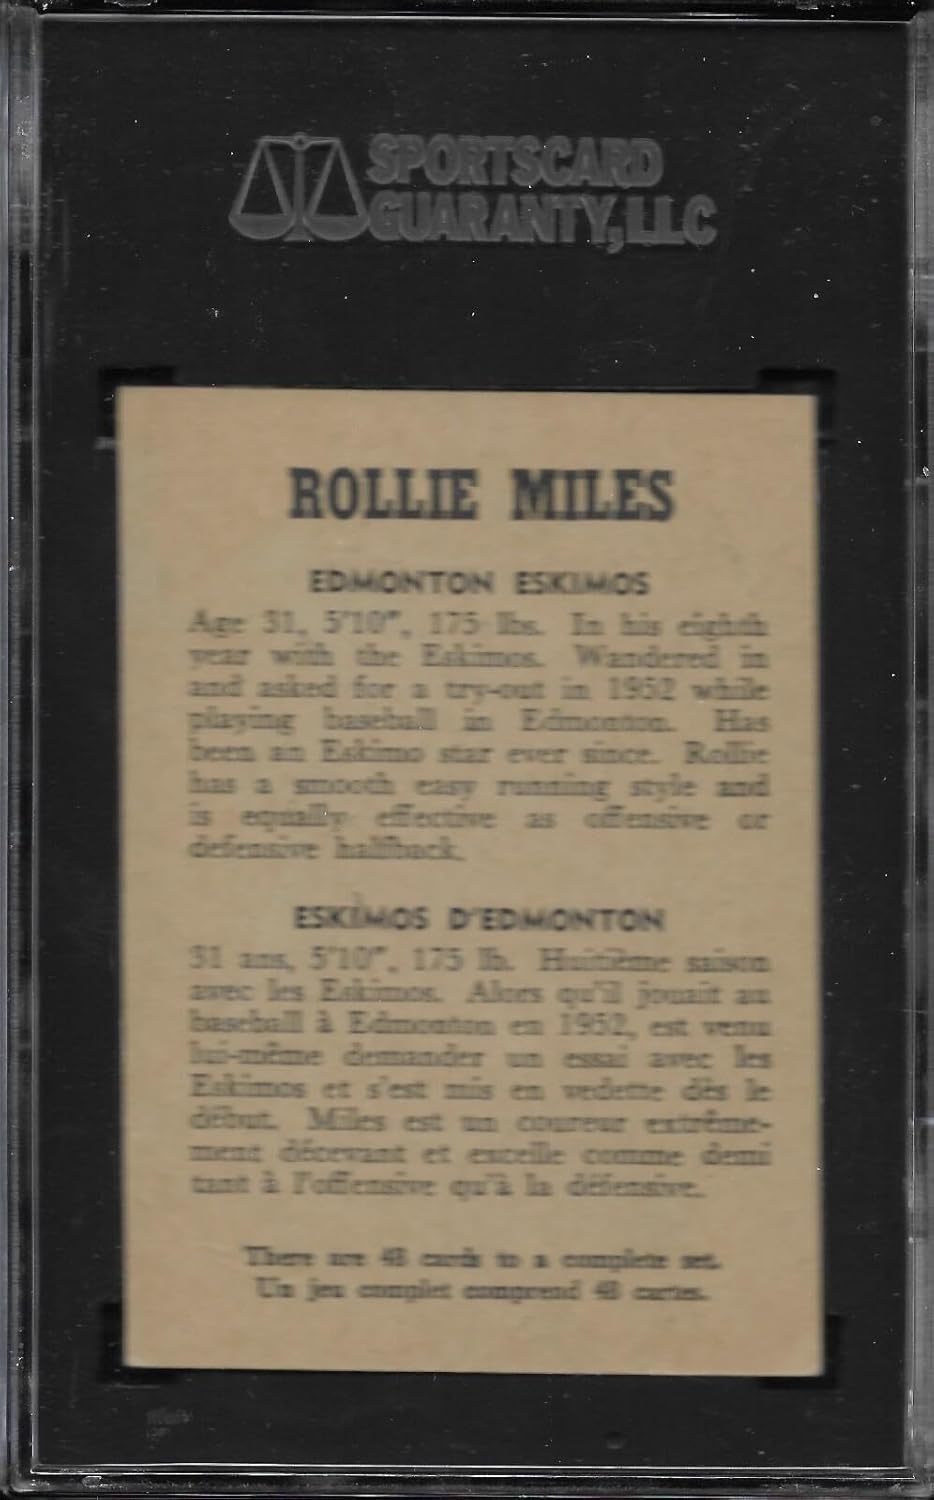 SPORTSCARD
GUARANTY, LLC
ROLLIE MILES
EDMONTON ESKIMOS
Age 31, 5'10", 175 lbs. In his eighth
year with the Eskimos. Wandered in
and asked for a try-out in 1952 while
playing baseball in Edmonton. Has
been an Eskimo star ever since. Rollie
has a smooth easy running style and
is equally effective as offensive or
defensive halfback.
ESKIMOS D'EDMONTON
31 ans, 5'10", 175 lb. Huitième saison
avec les Eskimos. Alors qu'il jouait au
baseball à Edmonton en 1952, est venu
lui-même demander un essai avec les
Eskimos et s'est mis en vedette dès le
début. Miles est un coureur extrême-
ment décevant et excelle comme demi
tant à l'offensive qu'à la défensive.
There are 48 cards to a complete set.
Un jeu complet comprend 48 cartes.